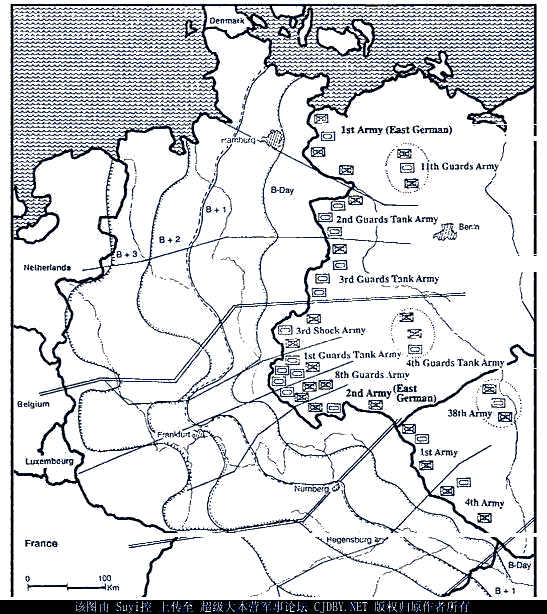 Denmark
1st Army (East German)
Hamburg
11th Guards Army
B-Day
B + 1
2nd Guards Tank Army
Berlin
B + 2
B + 3
Netherlands
3rd Guards Tank Army
3rd Shock Army
1st Guards Tank Army
4th Guards Tank Army
8th Guards Army
2nd Army (East
German)
38th Army
Belgium
Frankfurt
1st Army
Luxembourg
Nürnberg
4th Army
Regensburg
France
B-Day
B + 1
0 100
Km
该图由 Suyi控 上传至 超级大本营军事论坛 CJDBY.NET 版权归原作者所有